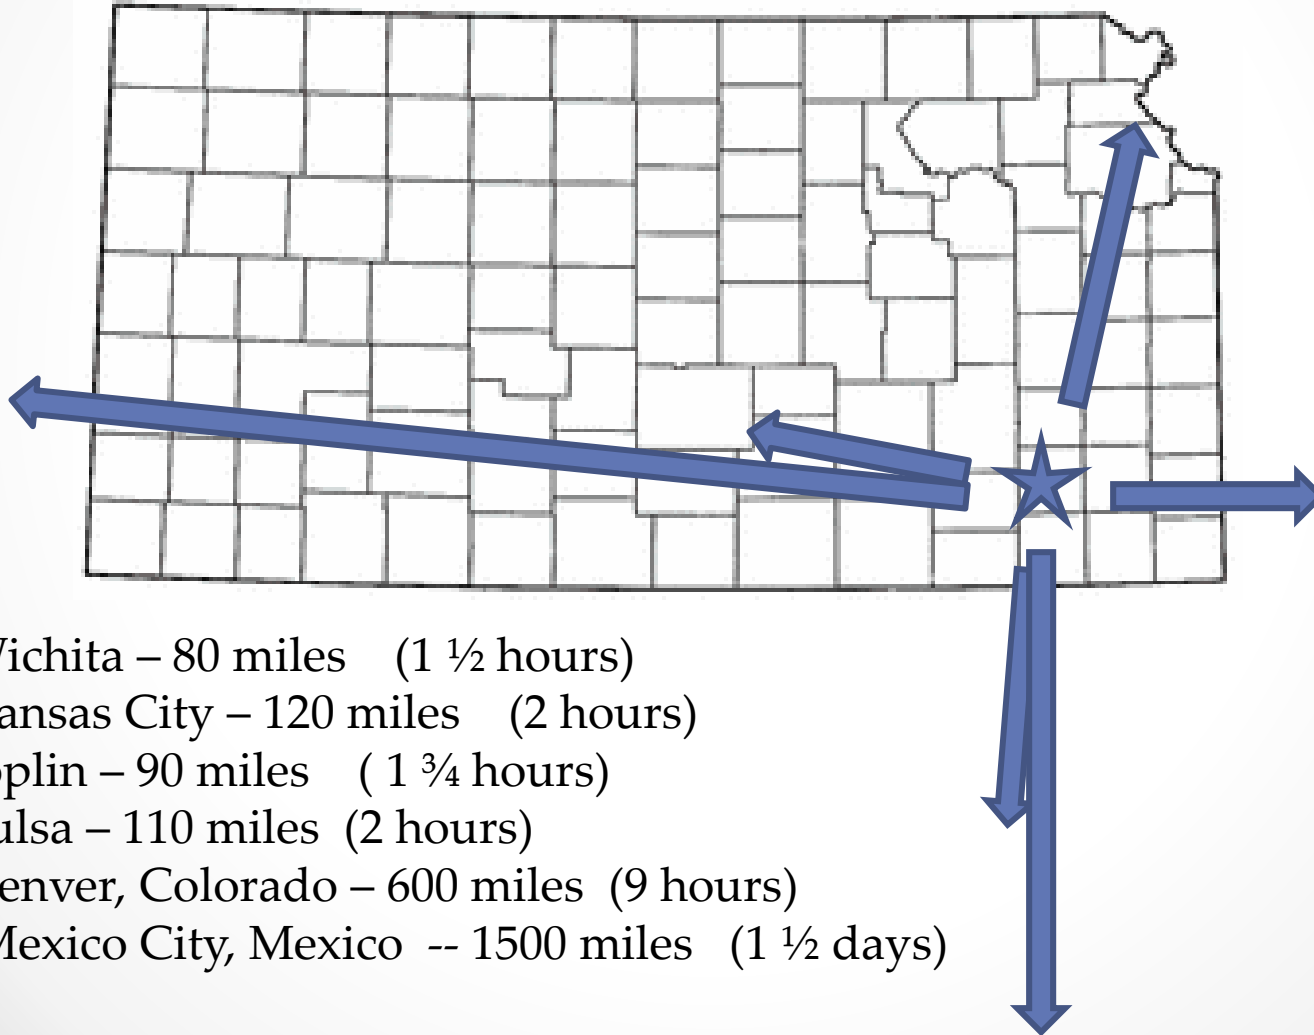 Vichita – 80 miles (1 ½ hours)
ansas City – 120 miles (2 hours)
oplin – 90 miles ( 1 ¾ hours)
ulsa – 110 miles (2 hours)
enver, Colorado – 600 miles (9 hours)
Mexico City, Mexico -- 1500 miles (1 ½ days)